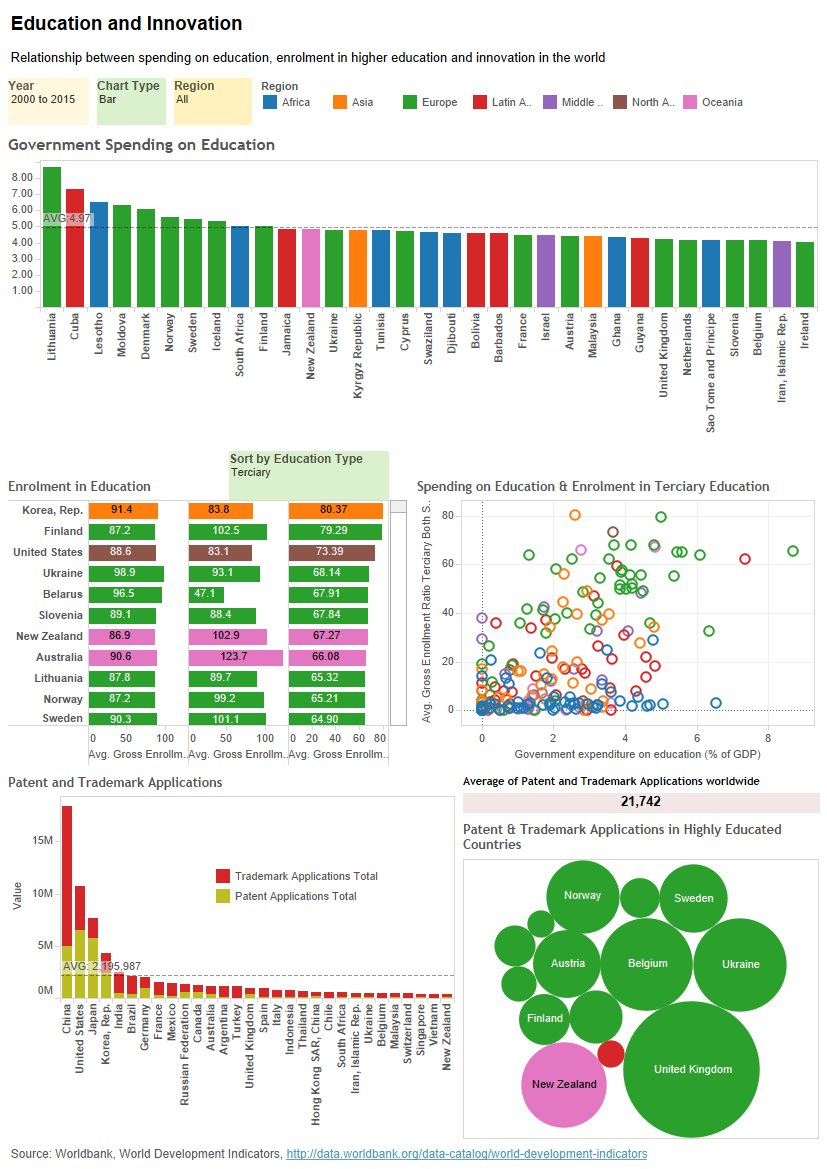 Education and Innovation
Relationship between spending on education, enrolment in higher education and innovation in the world
Year
2000 to 2015
Chart Type
Bar
Region
All
Region
Africa
Asia
Europe
Latin A..
Middle ..
North A..
Oceania
Government Spending on Education
8.00
7.00
6.00
5.00
4.00
3.00
2.00
1.00
AVG:4.97
Lithuania
Cuba
Lesotho
Moldova
Denmark
Norway
Sweden
Iceland
South Africa
Finland
Jamaica
New Zealand
Ukraine
Kyrgyz Republic
Tunisia
Cyprus
Swaziland
Djibouti
Bolivia
Barbados
France
Israel
Austria
Malaysia
Ghana
Guyana
United Kingdom
Netherlands
Sao Tome and Principe
Slovenia
Belgium
Iran, Islamic Rep.
Ireland
Sort by Education Type
Terciary
Enrolment in Education
Korea, Rep. 91.4 83.8 80.37
Finland 87.2 102.5 79.29
United States 88.6 83.1 73.39
Ukraine 98.9 93.1 68.14
Belarus 96.5 47.1 67.91
Slovenia 89.1 88.4 67.84
New Zealand 86.9 102.9 67.27
Australia 90.6 123.7 66.08
Lithuania 87.8 89.7 65.32
Norway 87.2 99.2 65.21
Sweden 90.3 101.1 64.90
0 50 100 0 50 100 0 20 40 60 80
Avg. Gross Enrollm.. Avg. Gross Enrollm.. Avg. Gross Enrollm..
Spending on Education & Enrolment in Terciary Education
Avg. Gross Enrollment Ratio Terciary Both S..
80
60
40
20
0
0 2 4 6 8
Government expenditure on education (% of GDP)
Patent and Trademark Applications
Value
15M
10M
5M
0M
Trademark Applications Total
Patent Applications Total
AVG: 2,195,987
China
United States
Japan
Korea, Rep.
India
Brazil
Germany
France
Mexico
Russian Federation
Canada
Australia
Argentina
Turkey
United Kingdom
Spain
Italy
Indonesia
Thailand
Hong Kong SAR, China
Chile
South Africa
Iran, Islamic Rep.
Ukraine
Belgium
Malaysia
Switzerland
Singapore
Vietnam
New Zealand
Average of Patent and Trademark Applications worldwide
21,742
Patent & Trademark Applications in Highly Educated
Countries
Norway
Sweden
Austria
Belgium
Ukraine
Finland
New Zealand
United Kingdom
Source: Worldbank, World Development Indicators, http://data.worldbank.org/data-catalog/world-development-indicators